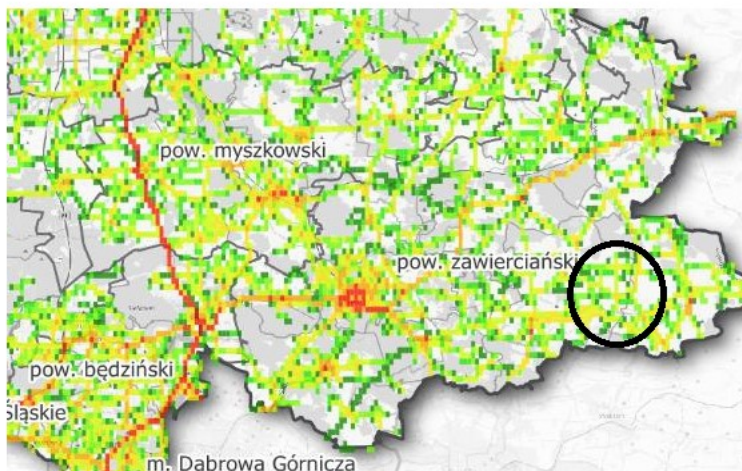 pow. myszkowski
pow. zawierciański
pow. będziński
Śląskie
m. Dąbrowa Górnicza